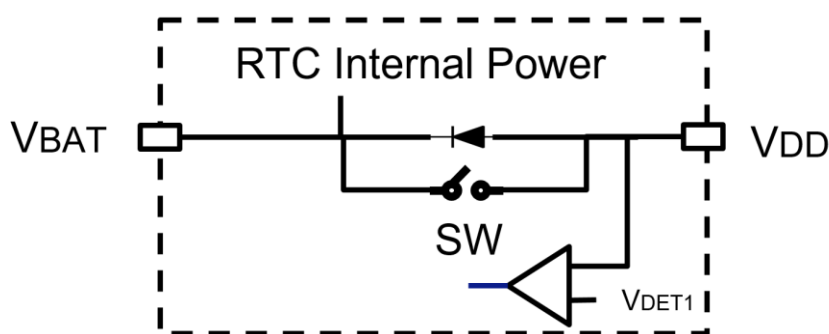 RTC Internal Power
VBAT
VDD
SW
VDET1